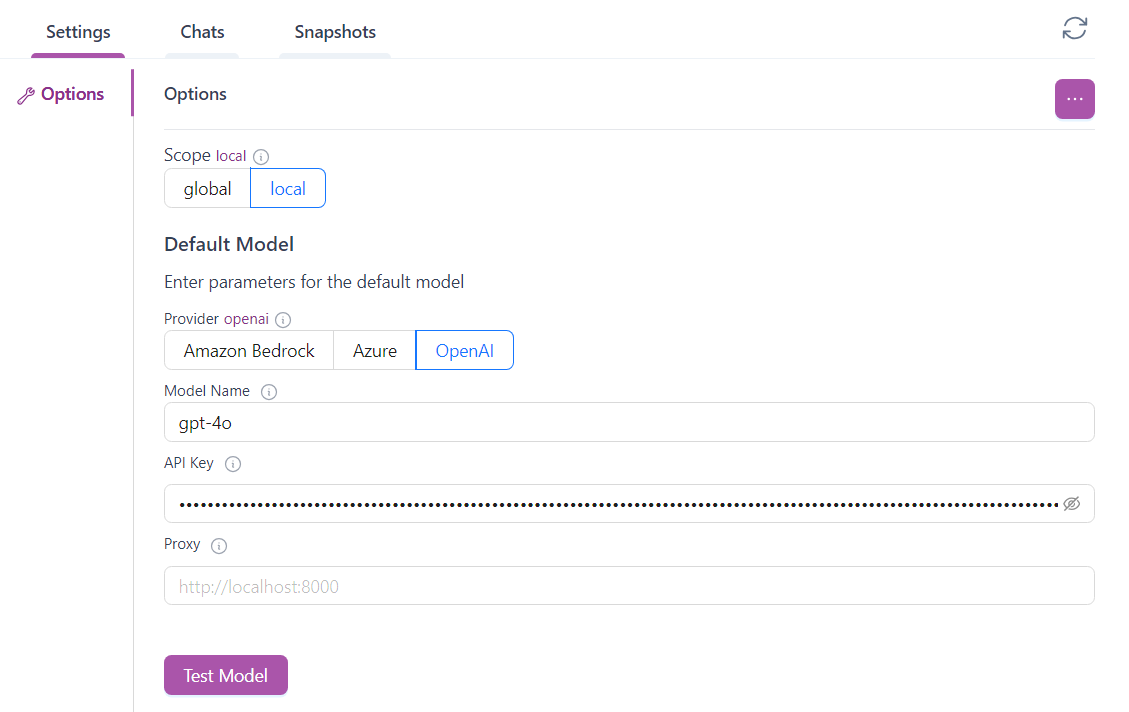 Settings Chats Snapshots
Options
Options
...
Scope local
global local
Default Model
Enter parameters for the default model
Provider openai
Amazon Bedrock Azure OpenAI
Model Name
gpt-4o
API Key
Proxy
http://localhost:8000
Test Model